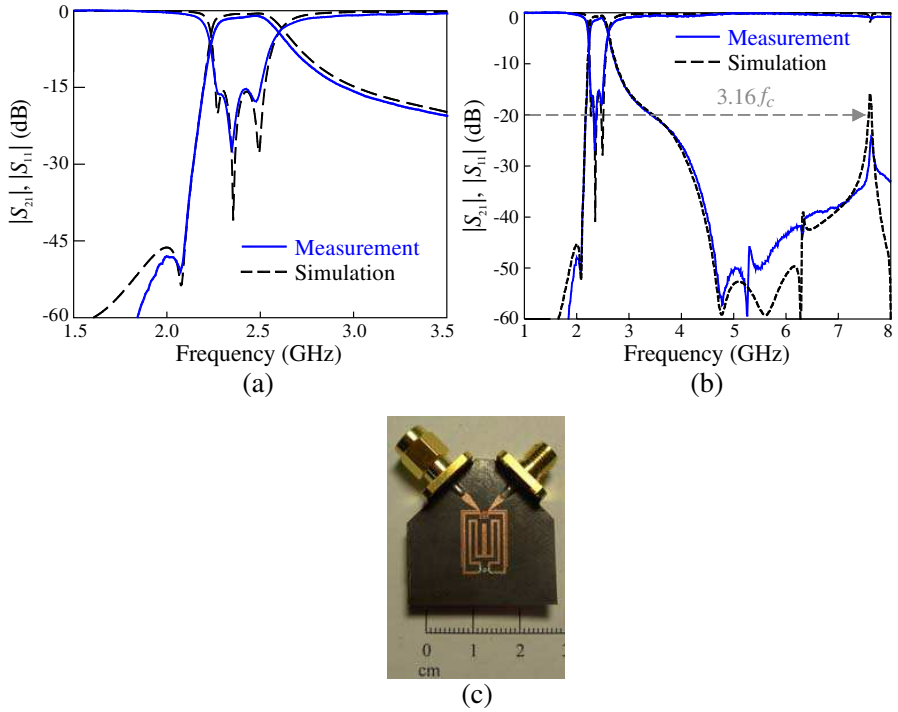 0
-15
-30
-45
-60
|S21|, |S11| (dB)
Measurement
Simulation
1.5 2.0 2.5 3.0 3.5
Frequency (GHz)
(a)
0
-10
-20
-30
-40
-50
-60
|S21|, |S11| (dB)
Measurement
Simulation
3.16fc
1 2 3 4 5 6 7 8
Frequency (GHz)
(b)
0 1 2 3
cm
(c)